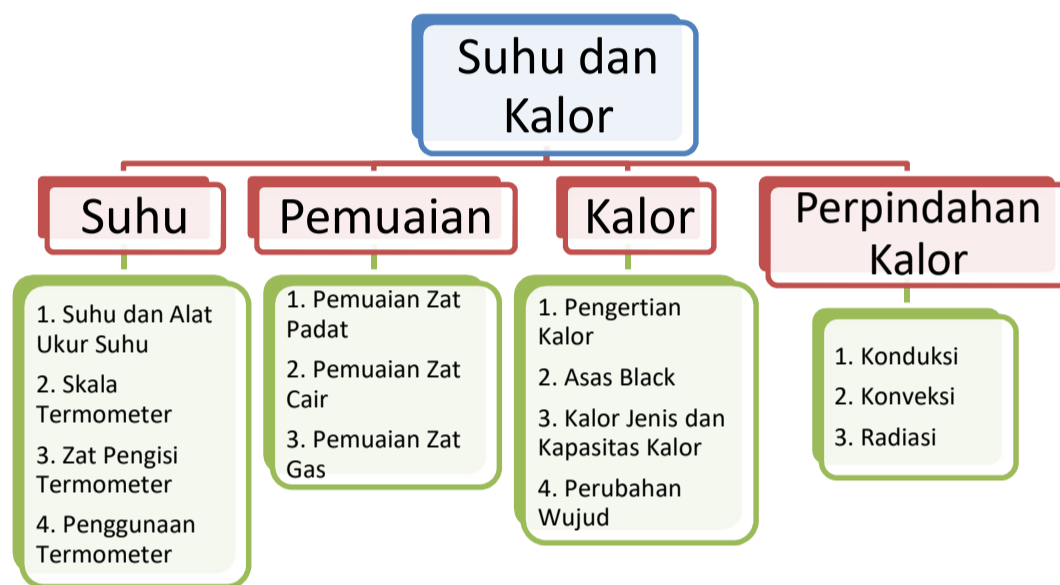 Suhu dan
Kalor
Suhu
1. Suhu dan Alat
Ukur Suhu
2. Skala
Termometer
3. Zat Pengisi
Termometer
4. Penggunaan
Termometer
Pemuaian
1. Pemuaian Zat
Padat
2. Pemuaian Zat
Cair
3. Pemuaian Zat
Gas
Kalor
1. Pengertian
Kalor
2. Asas Black
3. Kalor Jenis dan
Kapasitas Kalor
4. Perubahan
Wujud
Perpindahan
Kalor
1. Konduksi
2. Konveksi
3. Radiasi